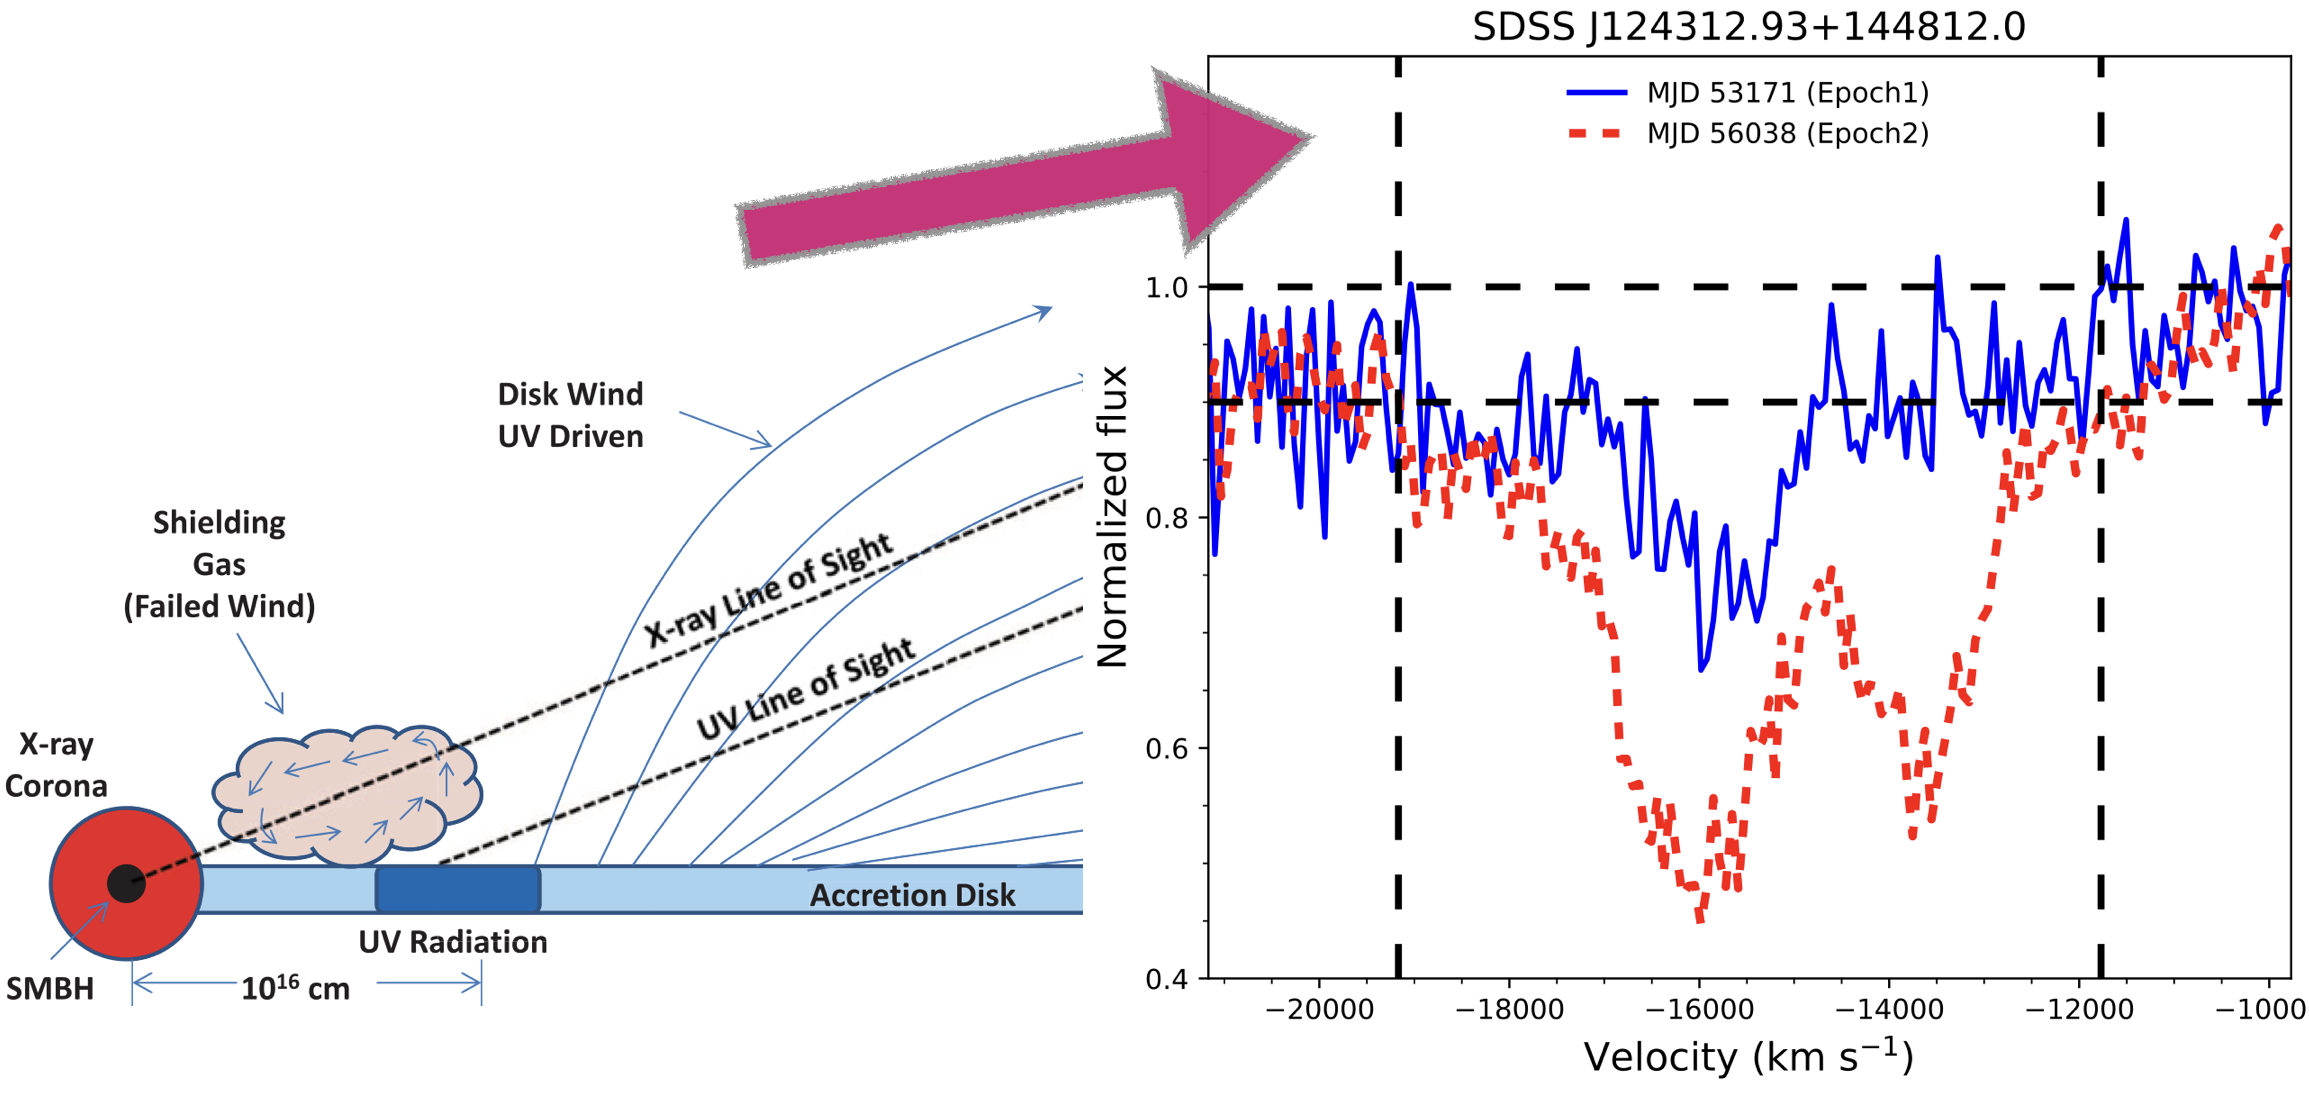 Disk Wind
UV Driven
Shielding
Gas
(Failed Wind)
X-ray Line of Sight
UV Line of Sight
X-ray
Corona
Accretion Disk
UV Radiation
SMBH
10¹⁶ cm
SDSS J124312.93+144812.0
MJD 53171 (Epoch1)
MJD 56038 (Epoch2)
Normalized flux
1.0
0.8
0.6
0.4
−20000 −18000 −16000 −14000 −12000 −1000
Velocity (km s⁻¹)